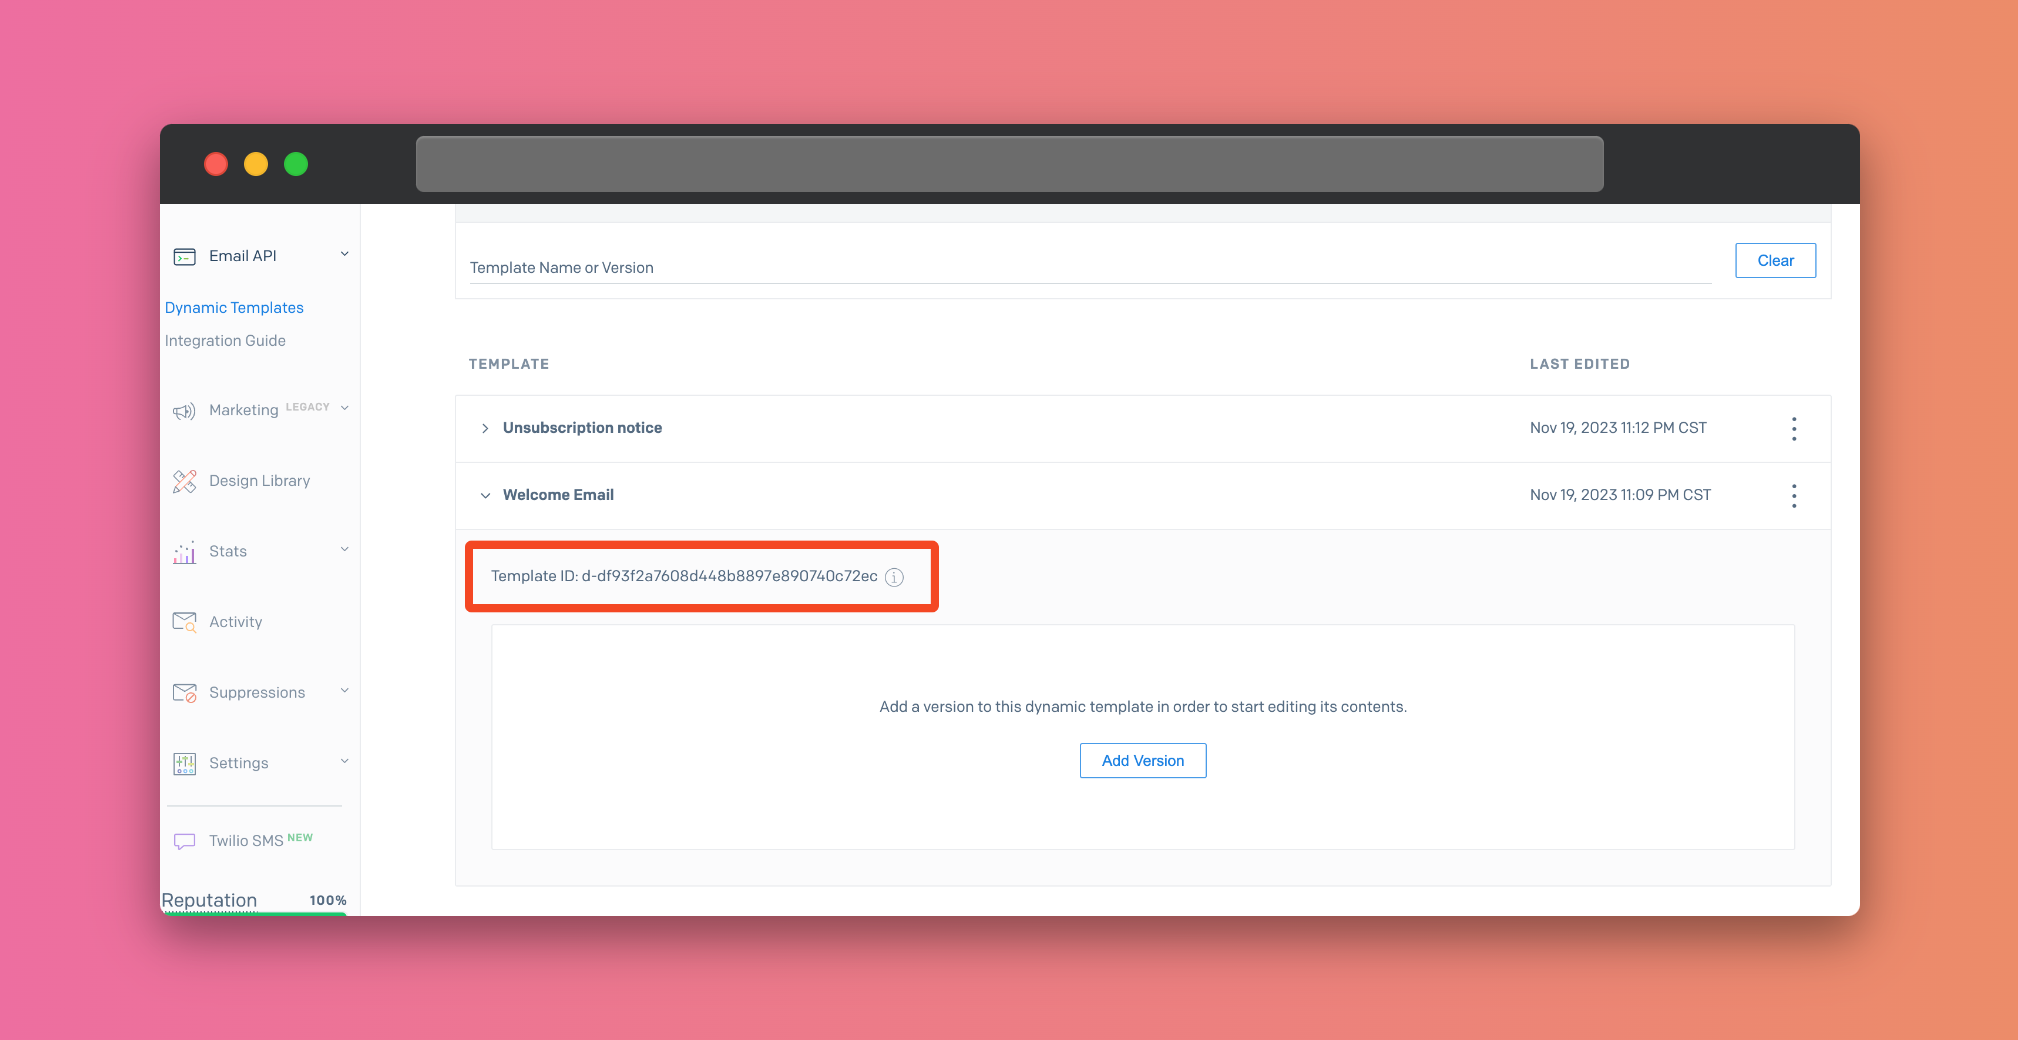 Email API
Dynamic Templates
Integration Guide
Marketing LEGACY
Design Library
Stats
Activity
Suppressions
Settings
Twilio SMS NEW
Reputation 100%
Template Name or Version
Clear
TEMPLATE LAST EDITED
Unsubscription notice Nov 19, 2023 11:12 PM CST
Welcome Email Nov 19, 2023 11:09 PM CST
Template ID: d-df93f2a7608d448b8897e890740c72ec
Add a version to this dynamic template in order to start editing its contents.
Add Version